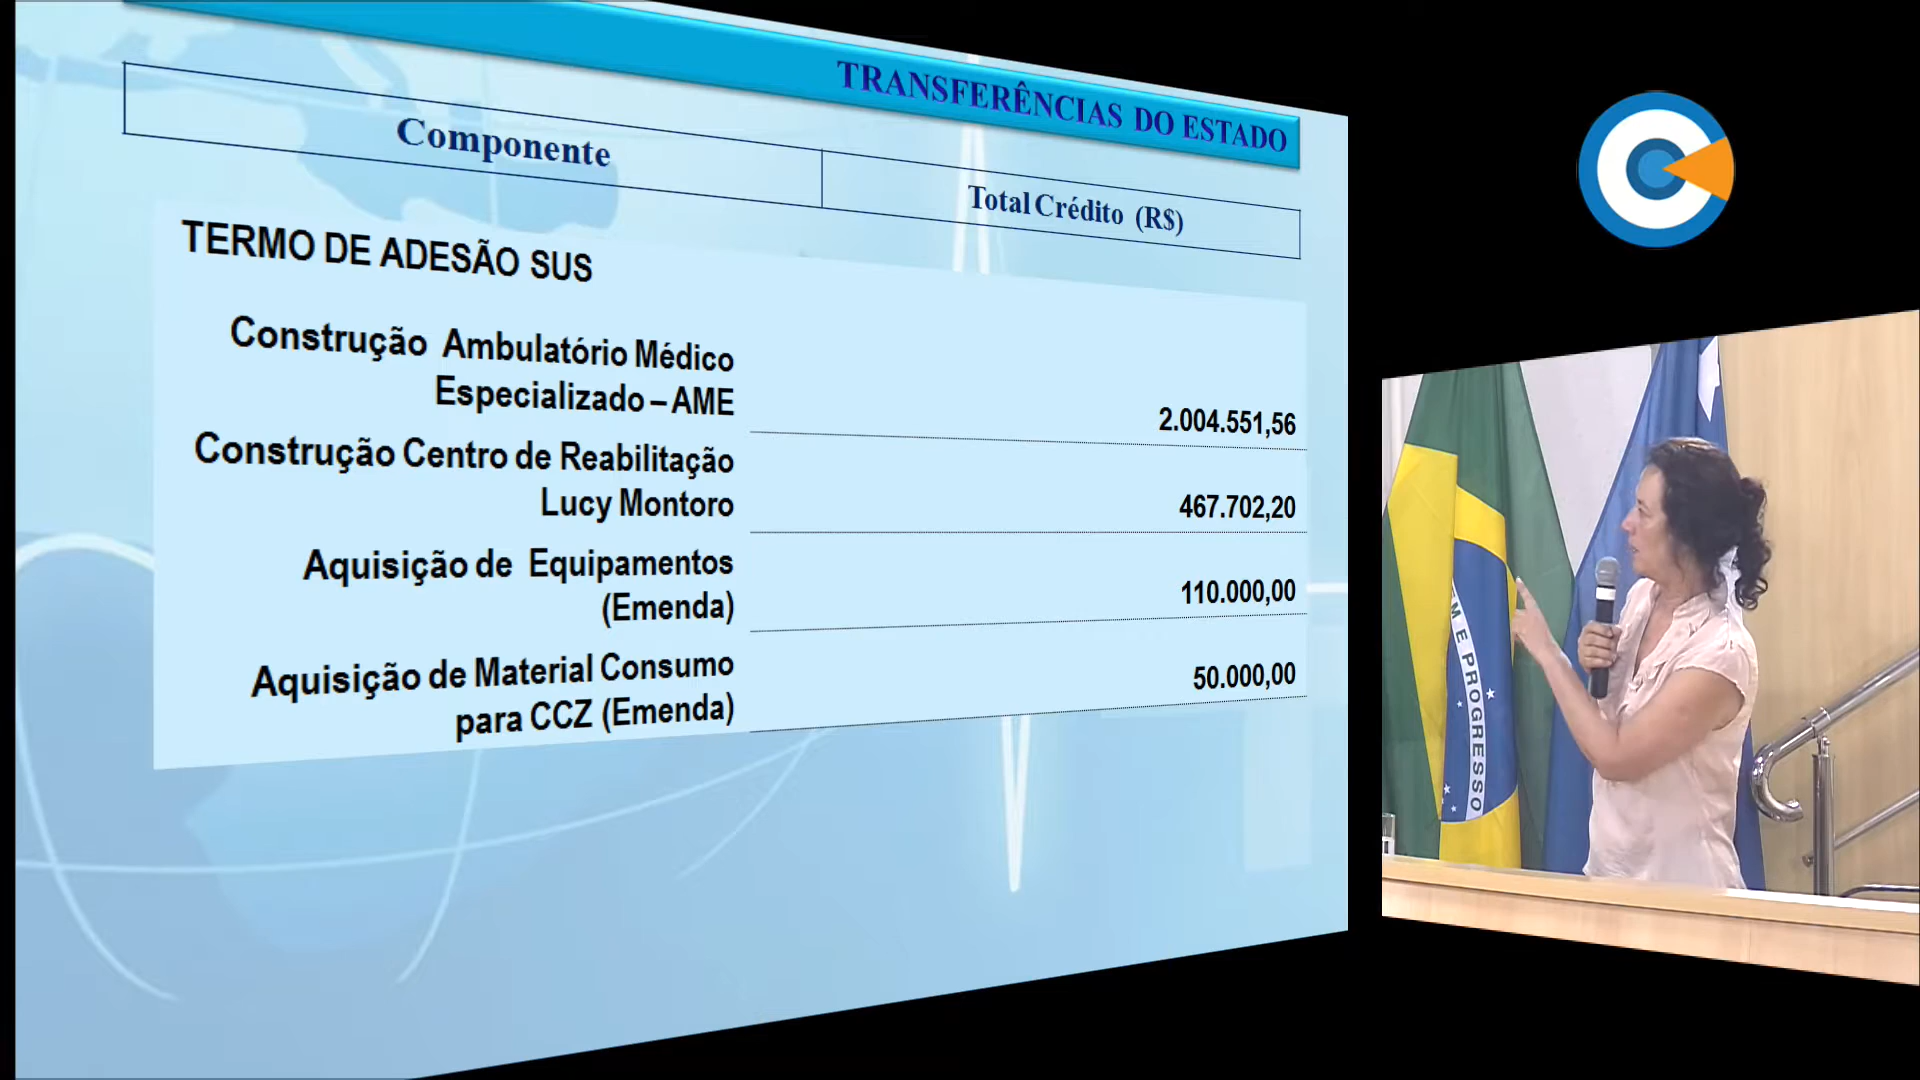 TRANSFERÊNCIAS DO ESTADO
Componente
Total Crédito (R$)
TERMO DE ADESÃO SUS
Construção Ambulatório Médico
Especializado – AME
2.004.551,56
Construção Centro de Reabilitação
Lucy Montoro
467.702,20
Aquisição de Equipamentos
(Emenda)
110.000,00
Aquisição de Material Consumo
para CCZ (Emenda)
50.000,00
M E PROGRESSO